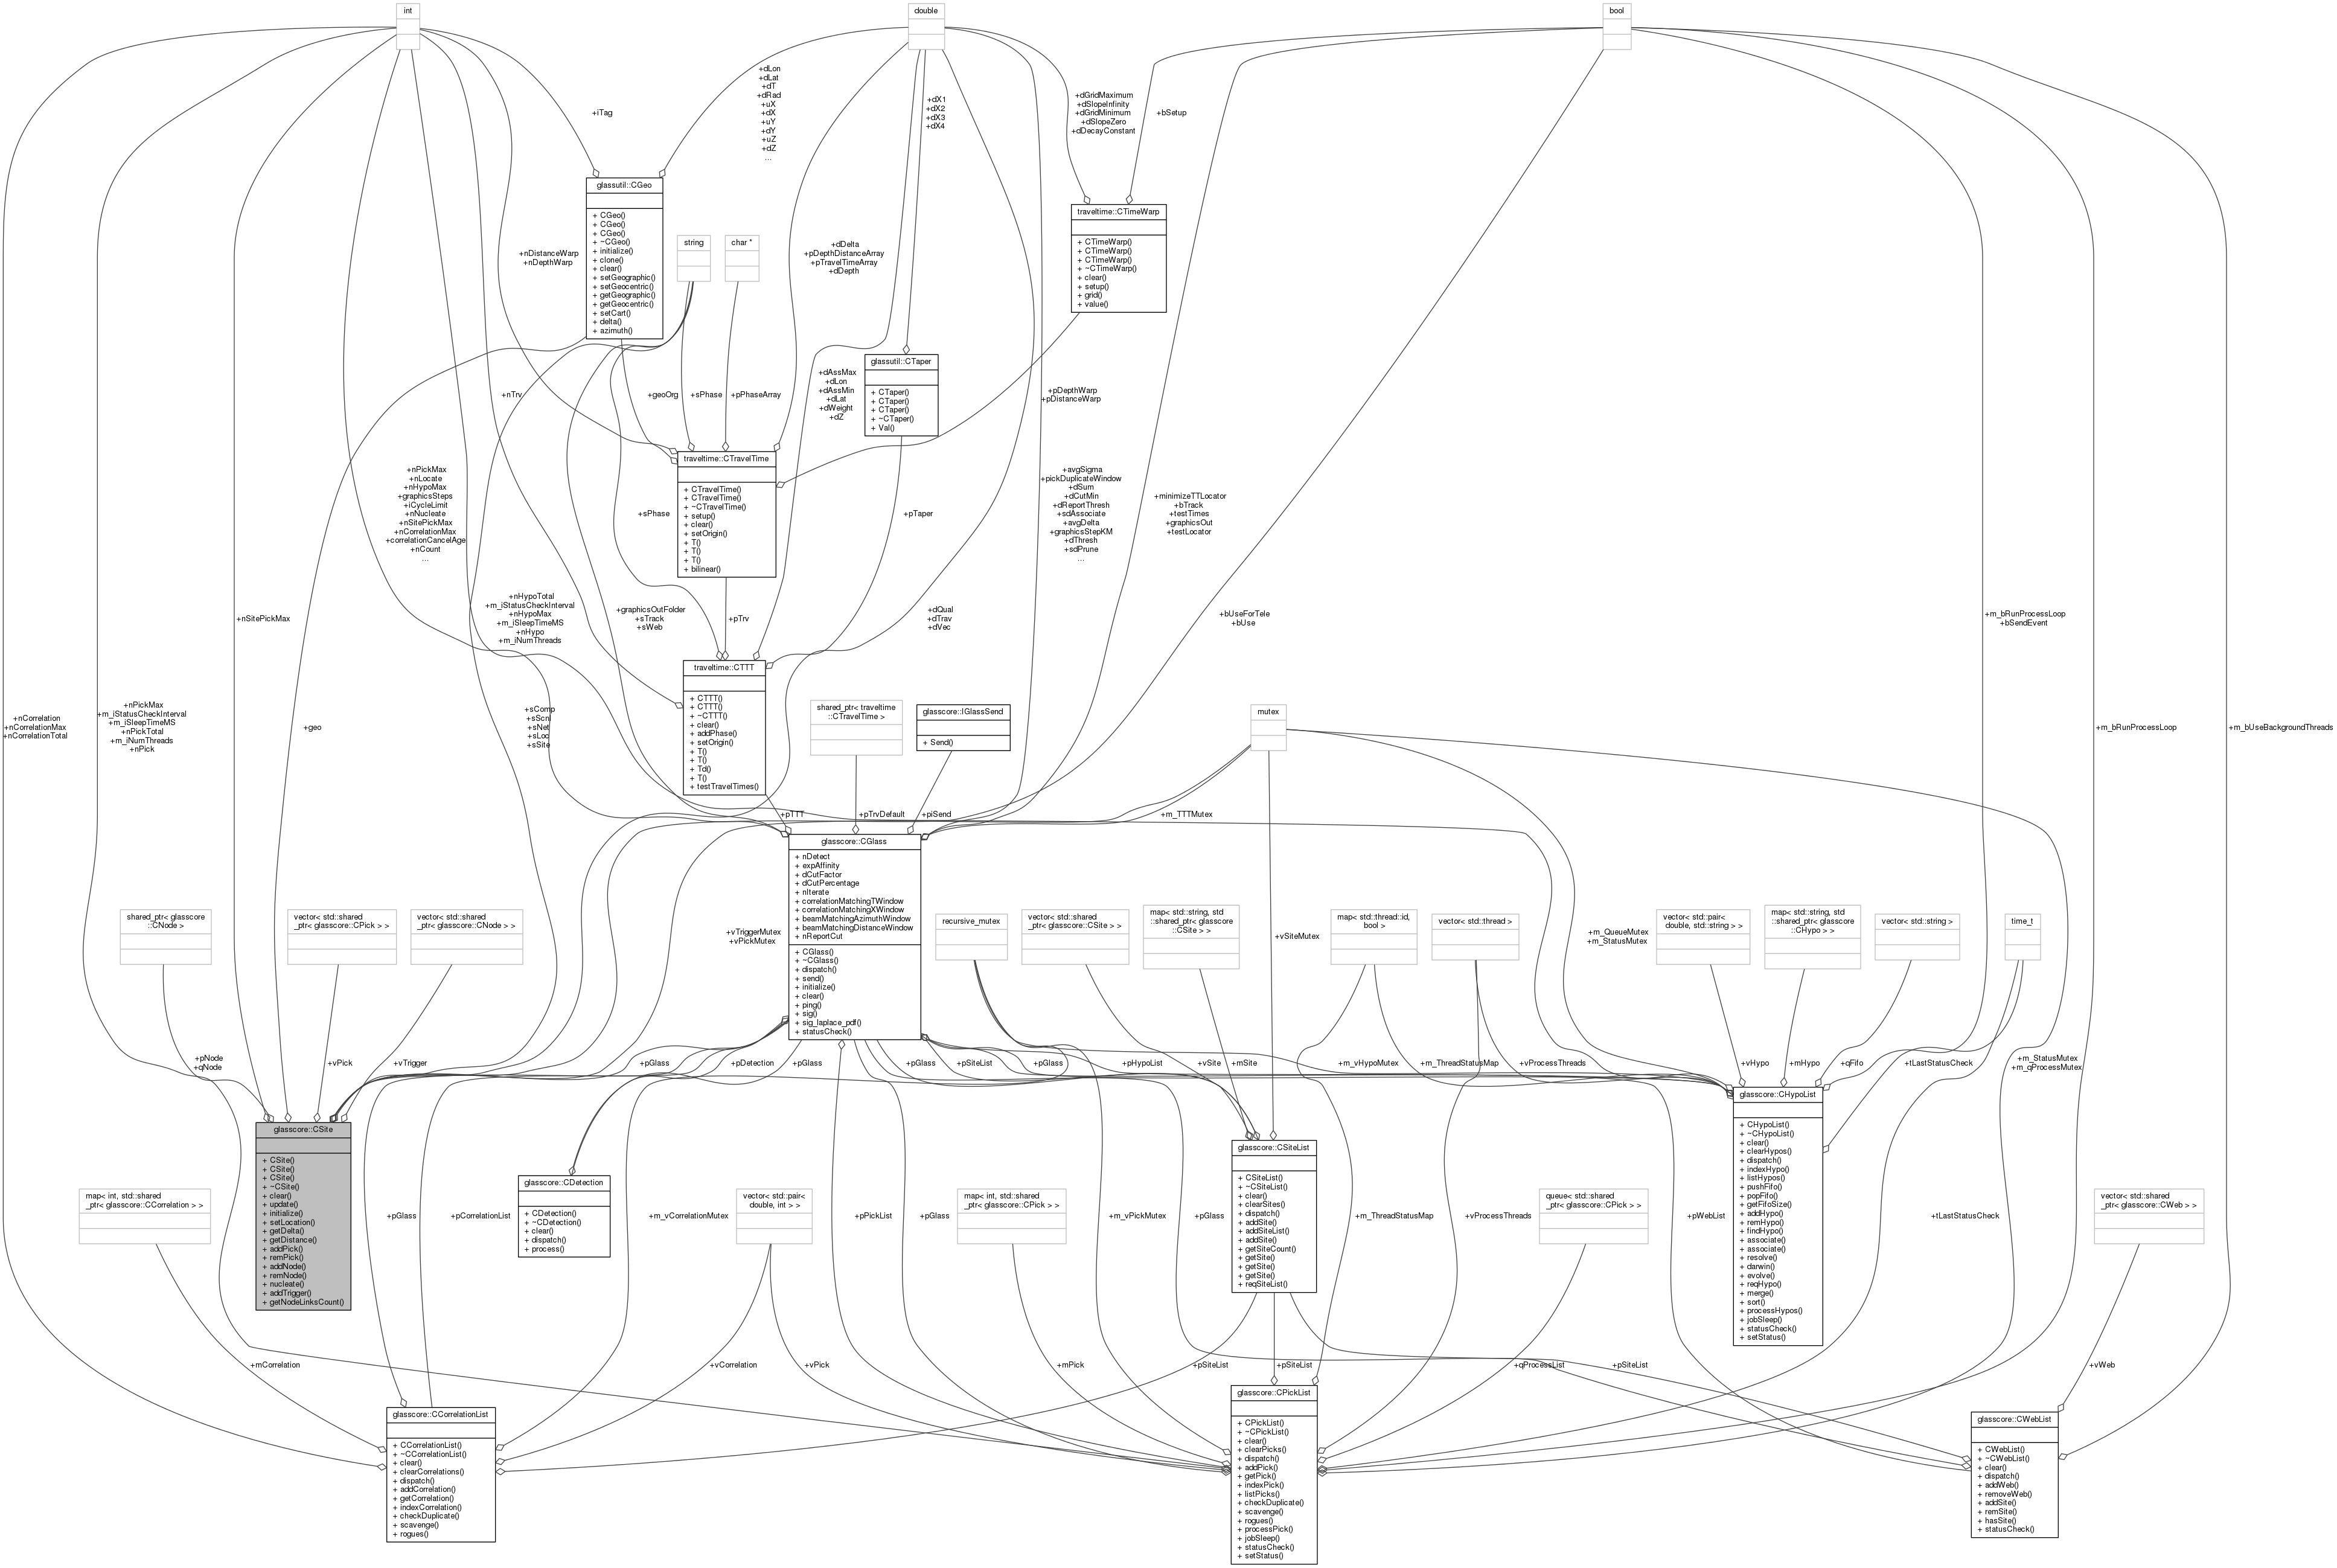 int
double
bool
+dLon
+dLat
+dT
+dRad
+uX
+dX
+uY
+dY
+uZ
+dZ
...
+dX1
+dX2
+dX3
+dX4
+dGridMaximum
+dSlopeInfinity
+dGridMinimum
+dSlopeZero
+dDecayConstant
+bSetup
+iTag
glassutil::CGeo
+ CGeo()
+ CGeo()
+ CGeo()
+ ~CGeo()
+ initialize()
+ clone()
+ clear()
+ setGeographic()
+ setGeocentric()
+ getGeographic()
+ getGeocentric()
+ setCart()
+ delta()
+ azimuth()
traveltime::CTimeWarp
+ CTimeWarp()
+ CTimeWarp()
+ CTimeWarp()
+ ~CTimeWarp()
+ clear()
+ setup()
+ grid()
+ value()
string
char *
+nDistanceWarp
+nDepthWarp
+dDelta
+pDepthDistanceArray
+pTravelTimeArray
+dDepth
glassutil::CTaper
+ CTaper()
+ CTaper()
+ CTaper()
+ ~CTaper()
+ Val()
+nTrv
+geoOrg
+sPhase
+pPhaseArray
+dAssMax
+dLon
+dAssMin
+dLat
+dWeight
+dZ
+pDepthWarp
+pDistanceWarp
traveltime::CTravelTime
+ CTravelTime()
+ CTravelTime()
+ ~CTravelTime()
+ setup()
+ clear()
+ setOrigin()
+ T()
+ T()
+ T()
+ bilinear()
+nPickMax
+nLocate
+nHypoMax
+graphicsSteps
+iCycleLimit
+nNucleate
+nSitePickMax
+nCorrelationMax
+correlationCancelAge
+nCount
...
+sPhase
+pTaper
+avgSigma
+pickDuplicateWindow
+dSum
+dCutMin
+dReportThresh
+sdAssociate
+avgDelta
+graphicsStepKM
+dThresh
+sdPrune
...
+minimizeTTLocator
+bTrack
+testTimes
+graphicsOut
+testLocator
+nSitePickMax
+nHypoTotal
+m_iStatusCheckInterval
+nHypoMax
+m_iSleepTimeMS
+nHypo
+m_iNumThreads
+graphicsOutFolder
+sTrack
+sWeb
+pTrv
+dQual
+dTrav
+dVec
+bUseForTele
+bUse
+m_bRunProcessLoop
+bSendEvent
traveltime::CTTT
+ CTTT()
+ CTTT()
+ ~CTTT()
+ clear()
+ addPhase()
+ setOrigin()
+ T()
+ T()
+ Td()
+ T()
+ testTravelTimes()
shared_ptr< traveltime
::CTravelTime >
glasscore::IGlassSend
+ Send()
mutex
+nCorrelation
+nCorrelationMax
+nCorrelationTotal
+nPickMax
+m_iStatusCheckInterval
+m_iSleepTimeMS
+nPickTotal
+m_iNumThreads
+nPick
+geo
+sComp
+sScnl
+sNet
+sLoc
+sSite
+m_bRunProcessLoop
+m_bUseBackgroundThreads
+pTTT
+pTrvDefault
+piSend
+m_TTTMutex
glasscore::CGlass
+ nDetect
+ expAffinity
+ dCutFactor
+ dCutPercentage
+ nIterate
+ correlationMatchingTWindow
+ correlationMatchingXWindow
+ beamMatchingAzimuthWindow
+ beamMatchingDistanceWindow
+ nReportCut
+ CGlass()
+ ~CGlass()
+ dispatch()
+ send()
+ initialize()
+ clear()
+ ping()
+ sig()
+ sig_laplace_pdf()
+ statusCheck()
shared_ptr< glasscore
::CNode >
vector< std::shared
_ptr< glasscore::CPick > >
vector< std::shared
_ptr< glasscore::CNode > >
+vTriggerMutex
+vPickMutex
recursive_mutex
vector< std::shared
_ptr< glasscore::CSite > >
map< std::string, std
::shared_ptr< glasscore
::CSite > >
+vSiteMutex
map< std::thread::id,
bool >
vector< std::thread >
+m_QueueMutex
+m_StatusMutex
vector< std::pair<
double, std::string > >
map< std::string, std
::shared_ptr< glasscore
::CHypo > >
vector< std::string >
time_t
+pNode
+qNode
+vPick
+vTrigger
+pGlass
+pDetection
+pGlass
+pGlass
+pSiteList
+pGlass
+pHypoList
+vSite
+mSite
+m_vHypoMutex
+m_ThreadStatusMap
+vProcessThreads
+vHypo
+mHypo
+qFifo
+tLastStatusCheck
+m_StatusMutex
+m_qProcessMutex
glasscore::CSite
+ CSite()
+ CSite()
+ CSite()
+ ~CSite()
+ clear()
+ update()
+ initialize()
+ setLocation()
+ getDelta()
+ getDistance()
+ addPick()
+ remPick()
+ addNode()
+ remNode()
+ nucleate()
+ addTrigger()
+ getNodeLinksCount()
glasscore::CHypoList
+ CHypoList()
+ ~CHypoList()
+ clear()
+ clearHypos()
+ dispatch()
+ indexHypo()
+ listHypos()
+ pushFifo()
+ popFifo()
+ getFifoSize()
+ addHypo()
+ remHypo()
+ findHypo()
+ associate()
+ associate()
+ resolve()
+ darwin()
+ evolve()
+ reqHypo()
+ merge()
+ sort()
+ processHypos()
+ jobSleep()
+ statusCheck()
+ setStatus()
glasscore::CSiteList
+ CSiteList()
+ ~CSiteList()
+ clear()
+ clearSites()
+ dispatch()
+ addSite()
+ addSiteList()
+ addSite()
+ getSiteCount()
+ getSite()
+ getSite()
+ getSite()
+ reqSiteList()
glasscore::CDetection
+ CDetection()
+ ~CDetection()
+ clear()
+ dispatch()
+ process()
map< int, std::shared
_ptr< glasscore::CCorrelation > >
vector< std::pair<
double, int > >
map< int, std::shared
_ptr< glasscore::CPick > >
queue< std::shared
_ptr< glasscore::CPick > >
vector< std::shared
_ptr< glasscore::CWeb > >
+pGlass
+pCorrelationList
+m_vCorrelationMutex
+pPickList
+pGlass
+m_vPickMutex
+pGlass
+m_ThreadStatusMap
+vProcessThreads
+pWebList
+tLastStatusCheck
+mCorrelation
+vCorrelation
+vPick
+mPick
+pSiteList
+pSiteList
+qProcessList
+pSiteList
+vWeb
glasscore::CCorrelationList
+ CCorrelationList()
+ ~CCorrelationList()
+ clear()
+ clearCorrelations()
+ dispatch()
+ addCorrelation()
+ getCorrelation()
+ indexCorrelation()
+ checkDuplicate()
+ scavenge()
+ rogues()
glasscore::CPickList
+ CPickList()
+ ~CPickList()
+ clear()
+ clearPicks()
+ dispatch()
+ addPick()
+ getPick()
+ indexPick()
+ listPicks()
+ checkDuplicate()
+ scavenge()
+ rogues()
+ processPick()
+ jobSleep()
+ statusCheck()
+ setStatus()
glasscore::CWebList
+ CWebList()
+ ~CWebList()
+ clear()
+ dispatch()
+ addWeb()
+ removeWeb()
+ addSite()
+ remSite()
+ hasSite()
+ statusCheck()